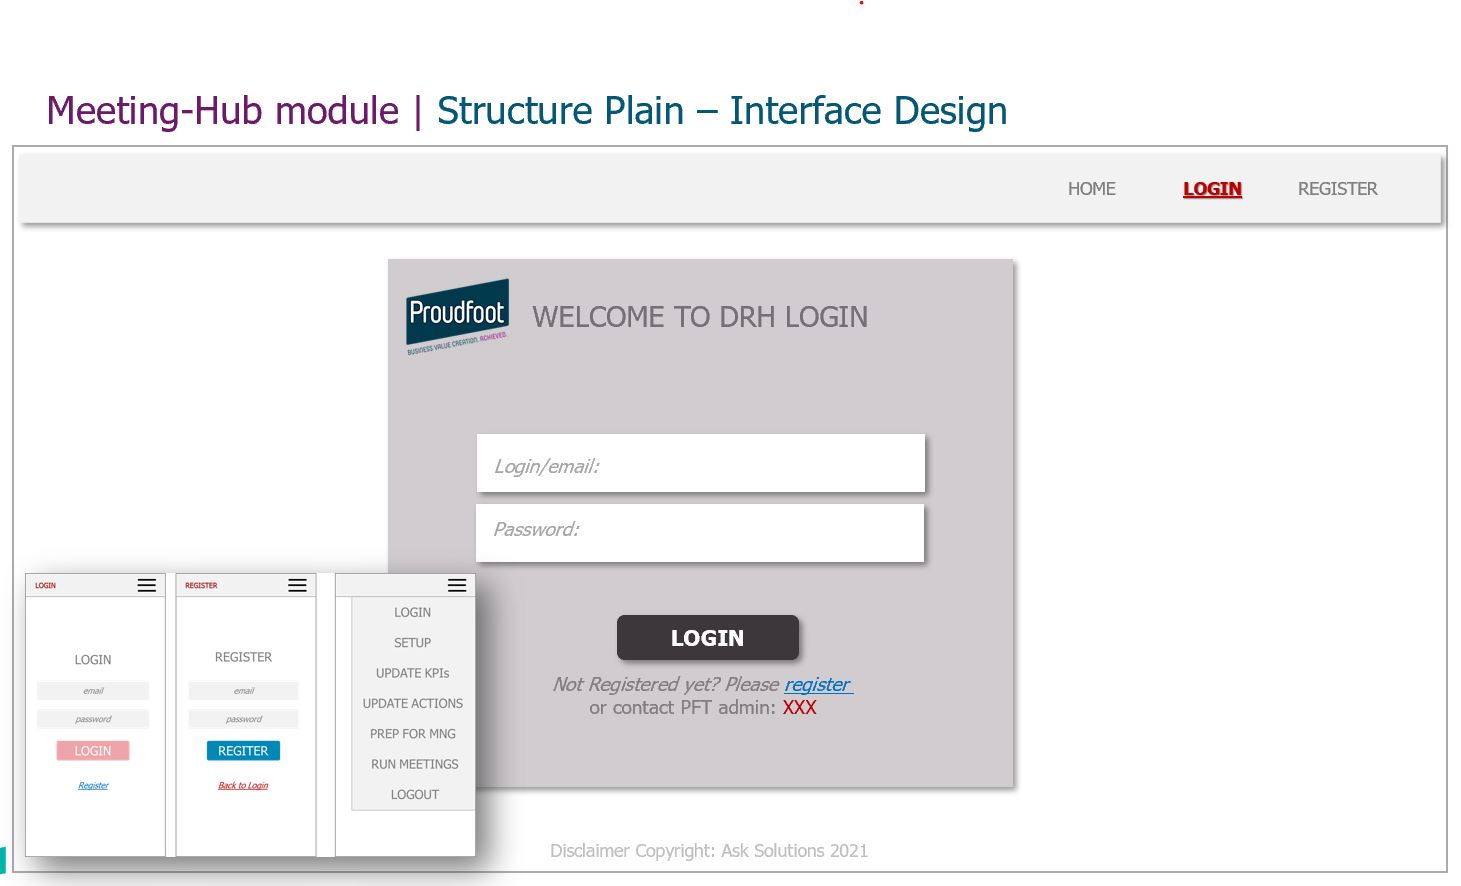 Meeting-Hub module | Structure Plain – Interface Design
HOME LOGIN REGISTER
Proudfoot
BUSINESS VALUE CREATION. ACHIEVED.
WELCOME TO DRH LOGIN
Login/email:
Password:
LOGIN
Not Registered yet? Please register
or contact PFT admin: XXX
LOGIN
LOGIN
email
password
LOGIN
Register
REGISTER
REGISTER
email
password
REGITER
Back to Login
LOGIN
SETUP
UPDATE KPIs
UPDATE ACTIONS
PREP FOR MNG
RUN MEETINGS
LOGOUT
Disclaimer Copyright: Ask Solutions 2021